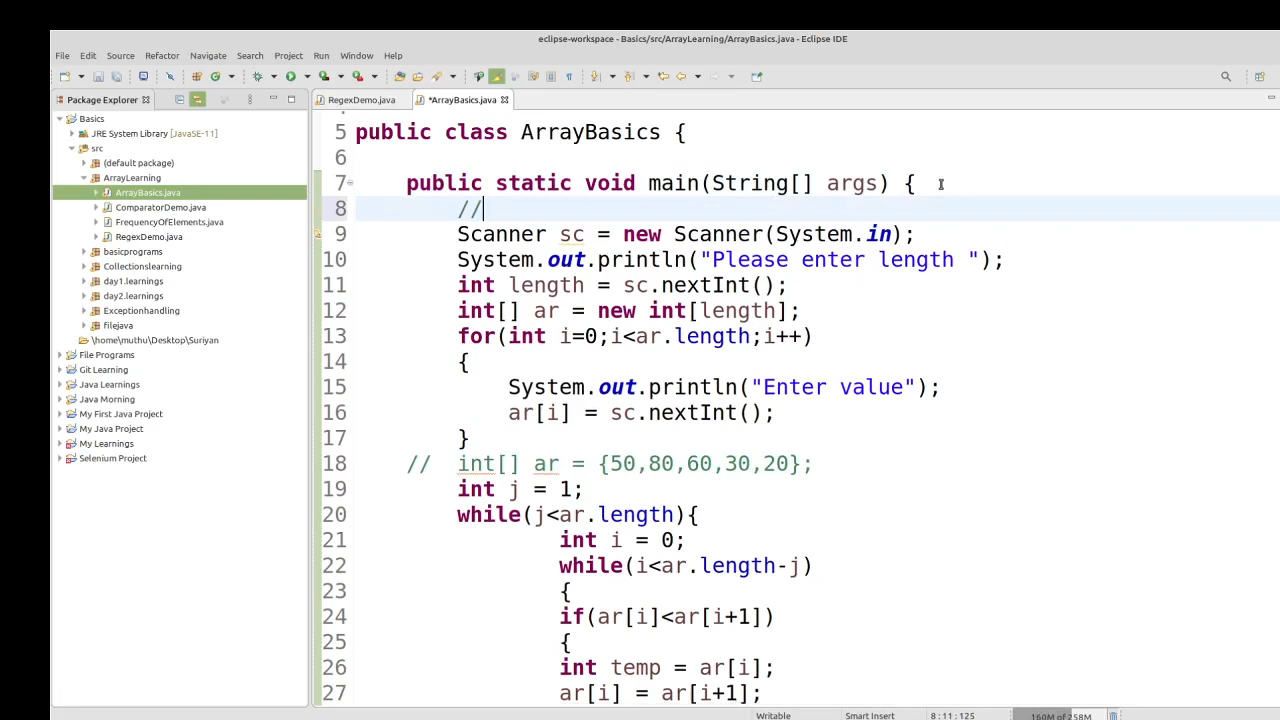 eclipse-workspace - Basics/src/ArrayLearning/ArrayBasics.java - Eclipse IDE
File Edit Source Refactor Navigate Search Project Run Window Help
Package Explorer
RegexDemo.java *ArrayBasics.java
Basics
JRE System Library [JavaSE-11]
src
(default package)
ArrayLearning
ArrayBasics.java
ComparatorDemo.java
FrequencyOfElements.java
RegexDemo.java
basicprograms
Collectionslearning
day1.learnings
day2.learnings
Exceptionhandling
filejava
\home\muthu\Desktop\Suriyan
File Programs
Git Learning
Java Learnings
Java Morning
My First Java Project
My Java Project
My Learnings
Selenium Project
5 public class ArrayBasics {
6
7 public static void main(String[] args) {
8 //
9 Scanner sc = new Scanner(System.in);
10 System.out.println("Please enter length ");
11 int length = sc.nextInt();
12 int[] ar = new int[length];
13 for(int i=0;i<ar.length;i++)
14 {
15 System.out.println("Enter value");
16 ar[i] = sc.nextInt();
17 }
18 // int[] ar = {50,80,60,30,20};
19 int j = 1;
20 while(j<ar.length){
21 int i = 0;
22 while(i<ar.length-j)
23 {
24 if(ar[i]<ar[i+1])
25 {
26 int temp = ar[i];
27 ar[i] = ar[i+1];
Writable Smart Insert 8 : 11 : 125 160M of 258M